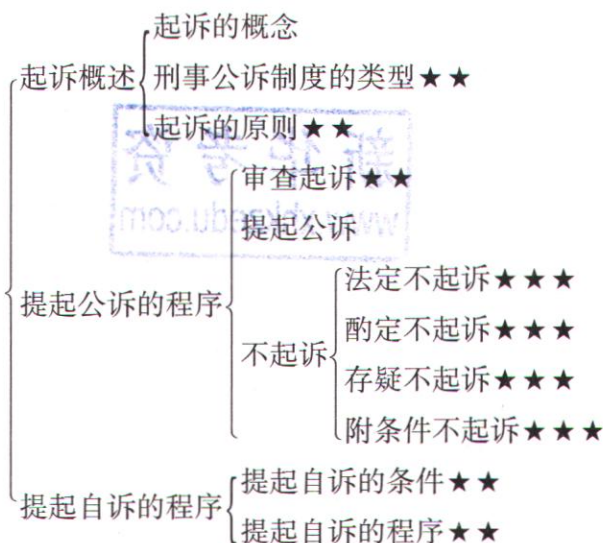 起诉的概念
起诉概述
刑事公诉制度的类型★★
起诉的原则★★
审查起诉★★
提起公诉
提起公诉的程序
不起诉
法定不起诉★★★
酌定不起诉★★★
存疑不起诉★★★
附条件不起诉★★★
提起自诉的程序
提起自诉的条件★★
提起自诉的程序★★